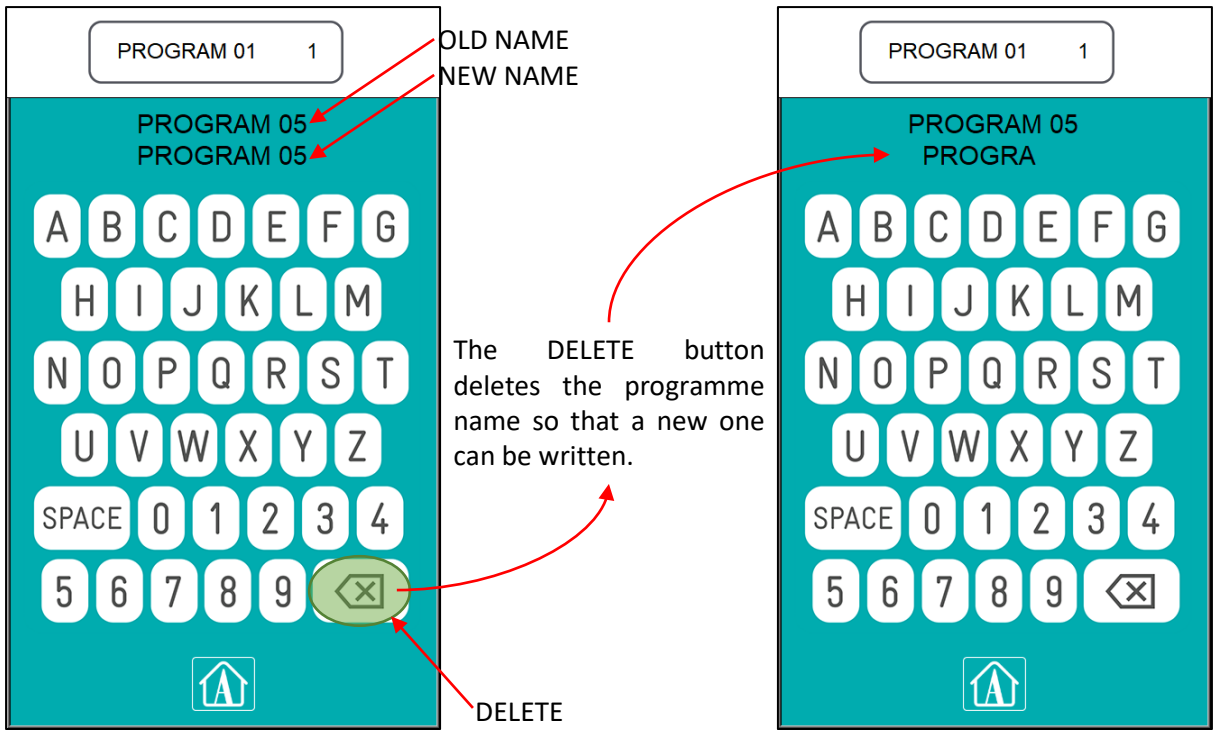 PROGRAM 01 1
OLD NAME
NEW NAME
PROGRAM 05
PROGRAM 05
A B C D E F G
H I J K L M
N O P Q R S T
U V W X Y Z
SPACE 0 1 2 3 4
5 6 7 8 9
A
DELETE
The DELETE button
deletes the programme
name so that a new one
can be written.
PROGRAM 01 1
PROGRAM 05
PROGRA
A B C D E F G
H I J K L M
N O P Q R S T
U V W X Y Z
SPACE 0 1 2 3 4
5 6 7 8 9
A